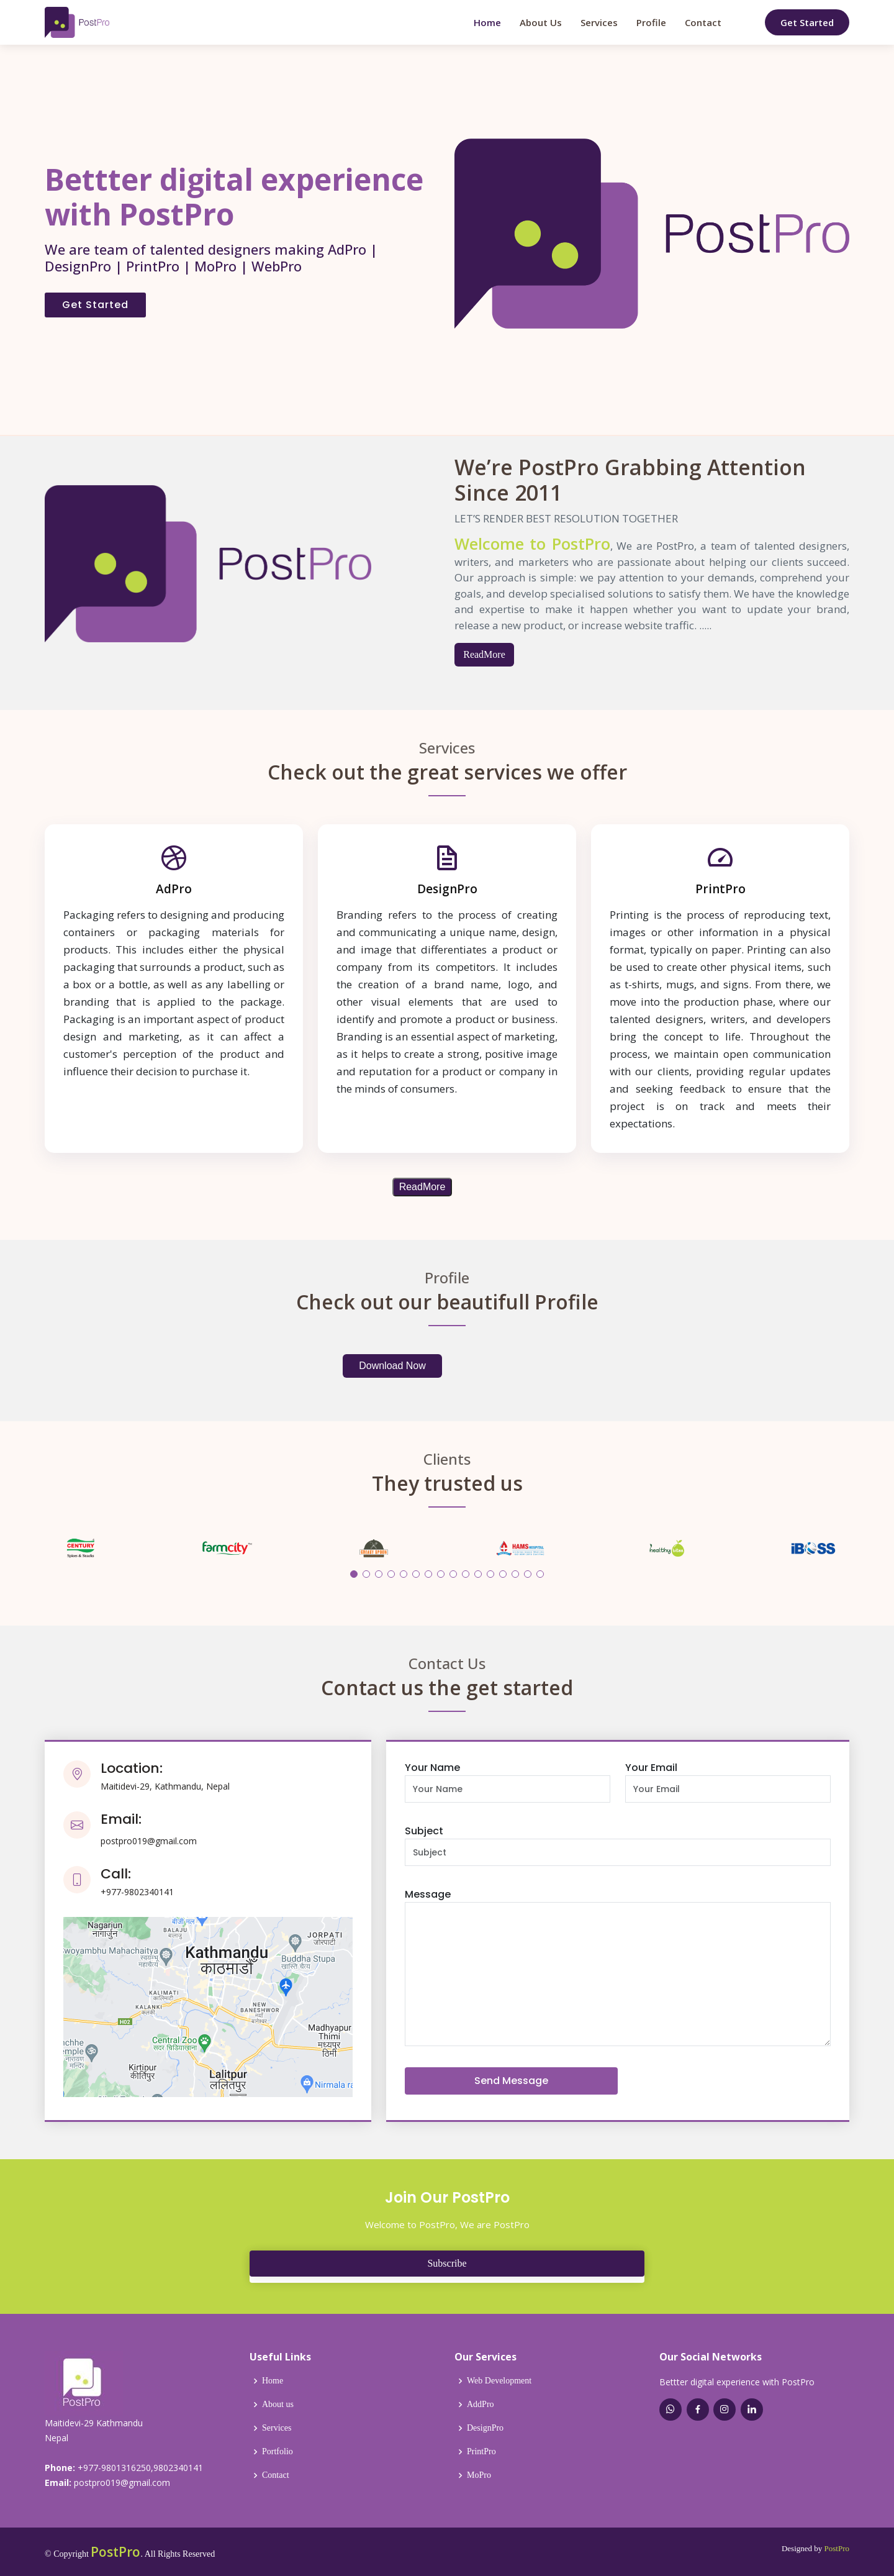 PostPro
Home
About Us
Services
Profile
Contact
Get Started
Bettter digital experience
with PostPro
We are team of talented designers making AdPro |
DesignPro | PrintPro | MoPro | WebPro
Get Started
PostPro
PostPro
We’re PostPro Grabbing Attention
Since 2011
LET’S RENDER BEST RESOLUTION TOGETHER
Welcome to PostPro, We are PostPro, a team of talented designers,
writers, and marketers who are passionate about helping our clients succeed.
Our approach is simple: we pay attention to your demands, comprehend your
goals, and develop specialised solutions to satisfy them. We have the knowledge
and expertise to make it happen whether you want to update your brand,
release a new product, or increase website traffic. .....
ReadMore
Services
Check out the great services we offer
AdPro
Packaging refers to designing and producing
containers or packaging materials for
products. This includes either the physical
packaging that surrounds a product, such as
a box or a bottle, as well as any labelling or
branding that is applied to the package.
Packaging is an important aspect of product
design and marketing, as it can affect a
customer's perception of the product and
influence their decision to purchase it.
DesignPro
Branding refers to the process of creating
and communicating a unique name, design,
and image that differentiates a product or
company from its competitors. It includes
the creation of a brand name, logo, and
other visual elements that are used to
identify and promote a product or business.
Branding is an essential aspect of marketing,
as it helps to create a strong, positive image
and reputation for a product or company in
the minds of consumers.
PrintPro
Printing is the process of reproducing text,
images or other information in a physical
format, typically on paper. Printing can also
be used to create other physical items, such
as t-shirts, mugs, and signs. From there, we
move into the production phase, where our
talented designers, writers, and developers
bring the concept to life. Throughout the
process, we maintain open communication
with our clients, providing regular updates
and seeking feedback to ensure that the
project is on track and meets their
expectations.
ReadMore
Profile
Check out our beautifull Profile
Download Now
Clients
They trusted us
CENTURY
farmcity
HAMS HOSPITAL
healthy
iBOSS
Contact Us
Contact us the get started
Location:
Maitidevi-29, Kathmandu, Nepal
Email:
postpro019@gmail.com
Call:
+977-9802340141
Nagarjun
नागार्जुन
BALAJU
बालाजु
JORPATI
जोरपाटी
woyambhu Mahachaitya
स्वयम्भू महाचैत्य
Kathmandu
काठमाडौँ
Buddha Stupa
बौद्धनाथ
KALIMATI
कालिमाटी
KALANKI
कलंकी
NEW
BANESHWOR
नयाँ बानेश्वर
H02
Central Zoo
सदर चिडियाखाना
Madhyapur
Thimi
मध्यपुर
ठिमी
Kirtipur
कीर्तिपुर
Lalitpur
ललितपुर
Your Name
Your Name
Your Email
Your Email
Subject
Subject
Message
Send Message
Join Our PostPro
Welcome to PostPro, We are PostPro
Subscribe
PostPro
Maitidevi-29 Kathmandu
Nepal
Phone: +977-9801316250,9802340141
Email: postpro019@gmail.com
Useful Links
Home
About us
Services
Portfolio
Contact
Our Services
Web Development
AddPro
DesignPro
PrintPro
MoPro
Our Social Networks
Bettter digital experience with PostPro
© Copyright PostPro. All Rights Reserved
Designed by PostPro